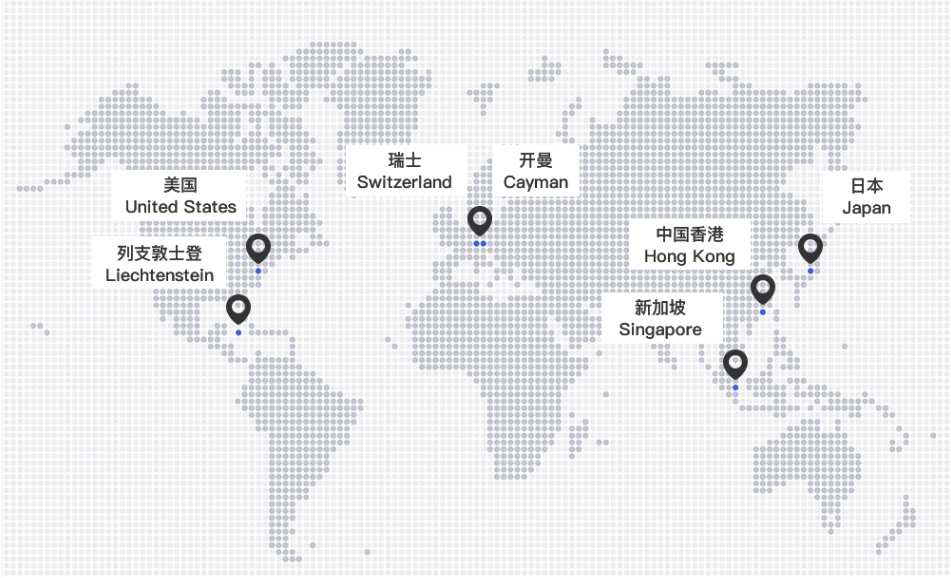 瑞士
Switzerland
开曼
Cayman
美国
United States
日本
Japan
列支敦士登
Liechtenstein
中国香港
Hong Kong
新加坡
Singapore